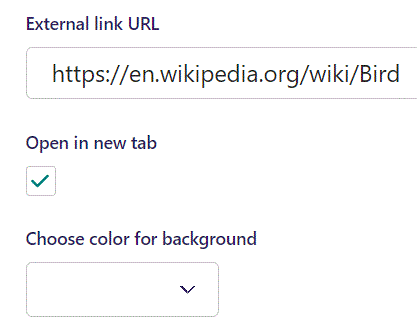 External link URL
https://en.wikipedia.org/wiki/Bird
Open in new tab
Choose color for background